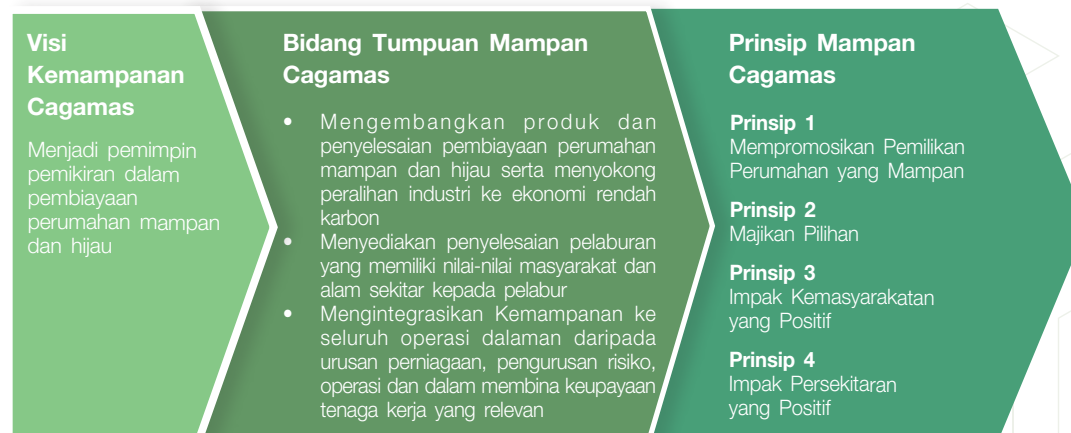 Visi
Kemampanan
Cagamas
Menjadi pemimpin
pemikiran dalam
pembiayaan
perumahan mampan
dan hijau
Bidang Tumpuan Mampan
Cagamas
• Mengembangkan produk dan
penyelesaian pembiayaan perumahan
mampan dan hijau serta menyokong
peralihan industri ke ekonomi rendah
karbon
• Menyediakan penyelesaian pelaburan
yang memiliki nilai-nilai masyarakat dan
alam sekitar kepada pelabur
• Mengintegrasikan Kemampanan ke
seluruh operasi dalaman daripada
urusan perniagaan, pengurusan risiko,
operasi dan dalam membina keupayaan
tenaga kerja yang relevan
Prinsip Mampan
Cagamas
Prinsip 1
Mempromosikan Pemilikan
Perumahan yang Mampan
Prinsip 2
Majikan Pilihan
Prinsip 3
Impak Kemasyarakatan
yang Positif
Prinsip 4
Impak Persekitaran
yang Positif